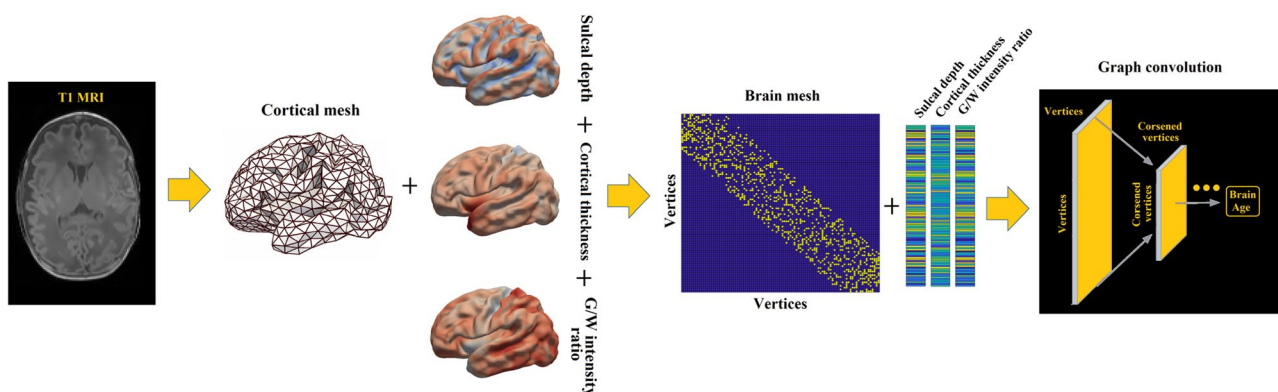 T1 MRI
Cortical mesh
+
Sulcal depth
+
Cortical thickness
+
G/W intensity
ratio
Brain mesh
Vertices
Vertices
+
Sulcal depth
Cortical thickness
G/W intensity ratio
Graph convolution
Vertices
Corsened
vertices
Vertices
Corsened
vertices
Brain
Age